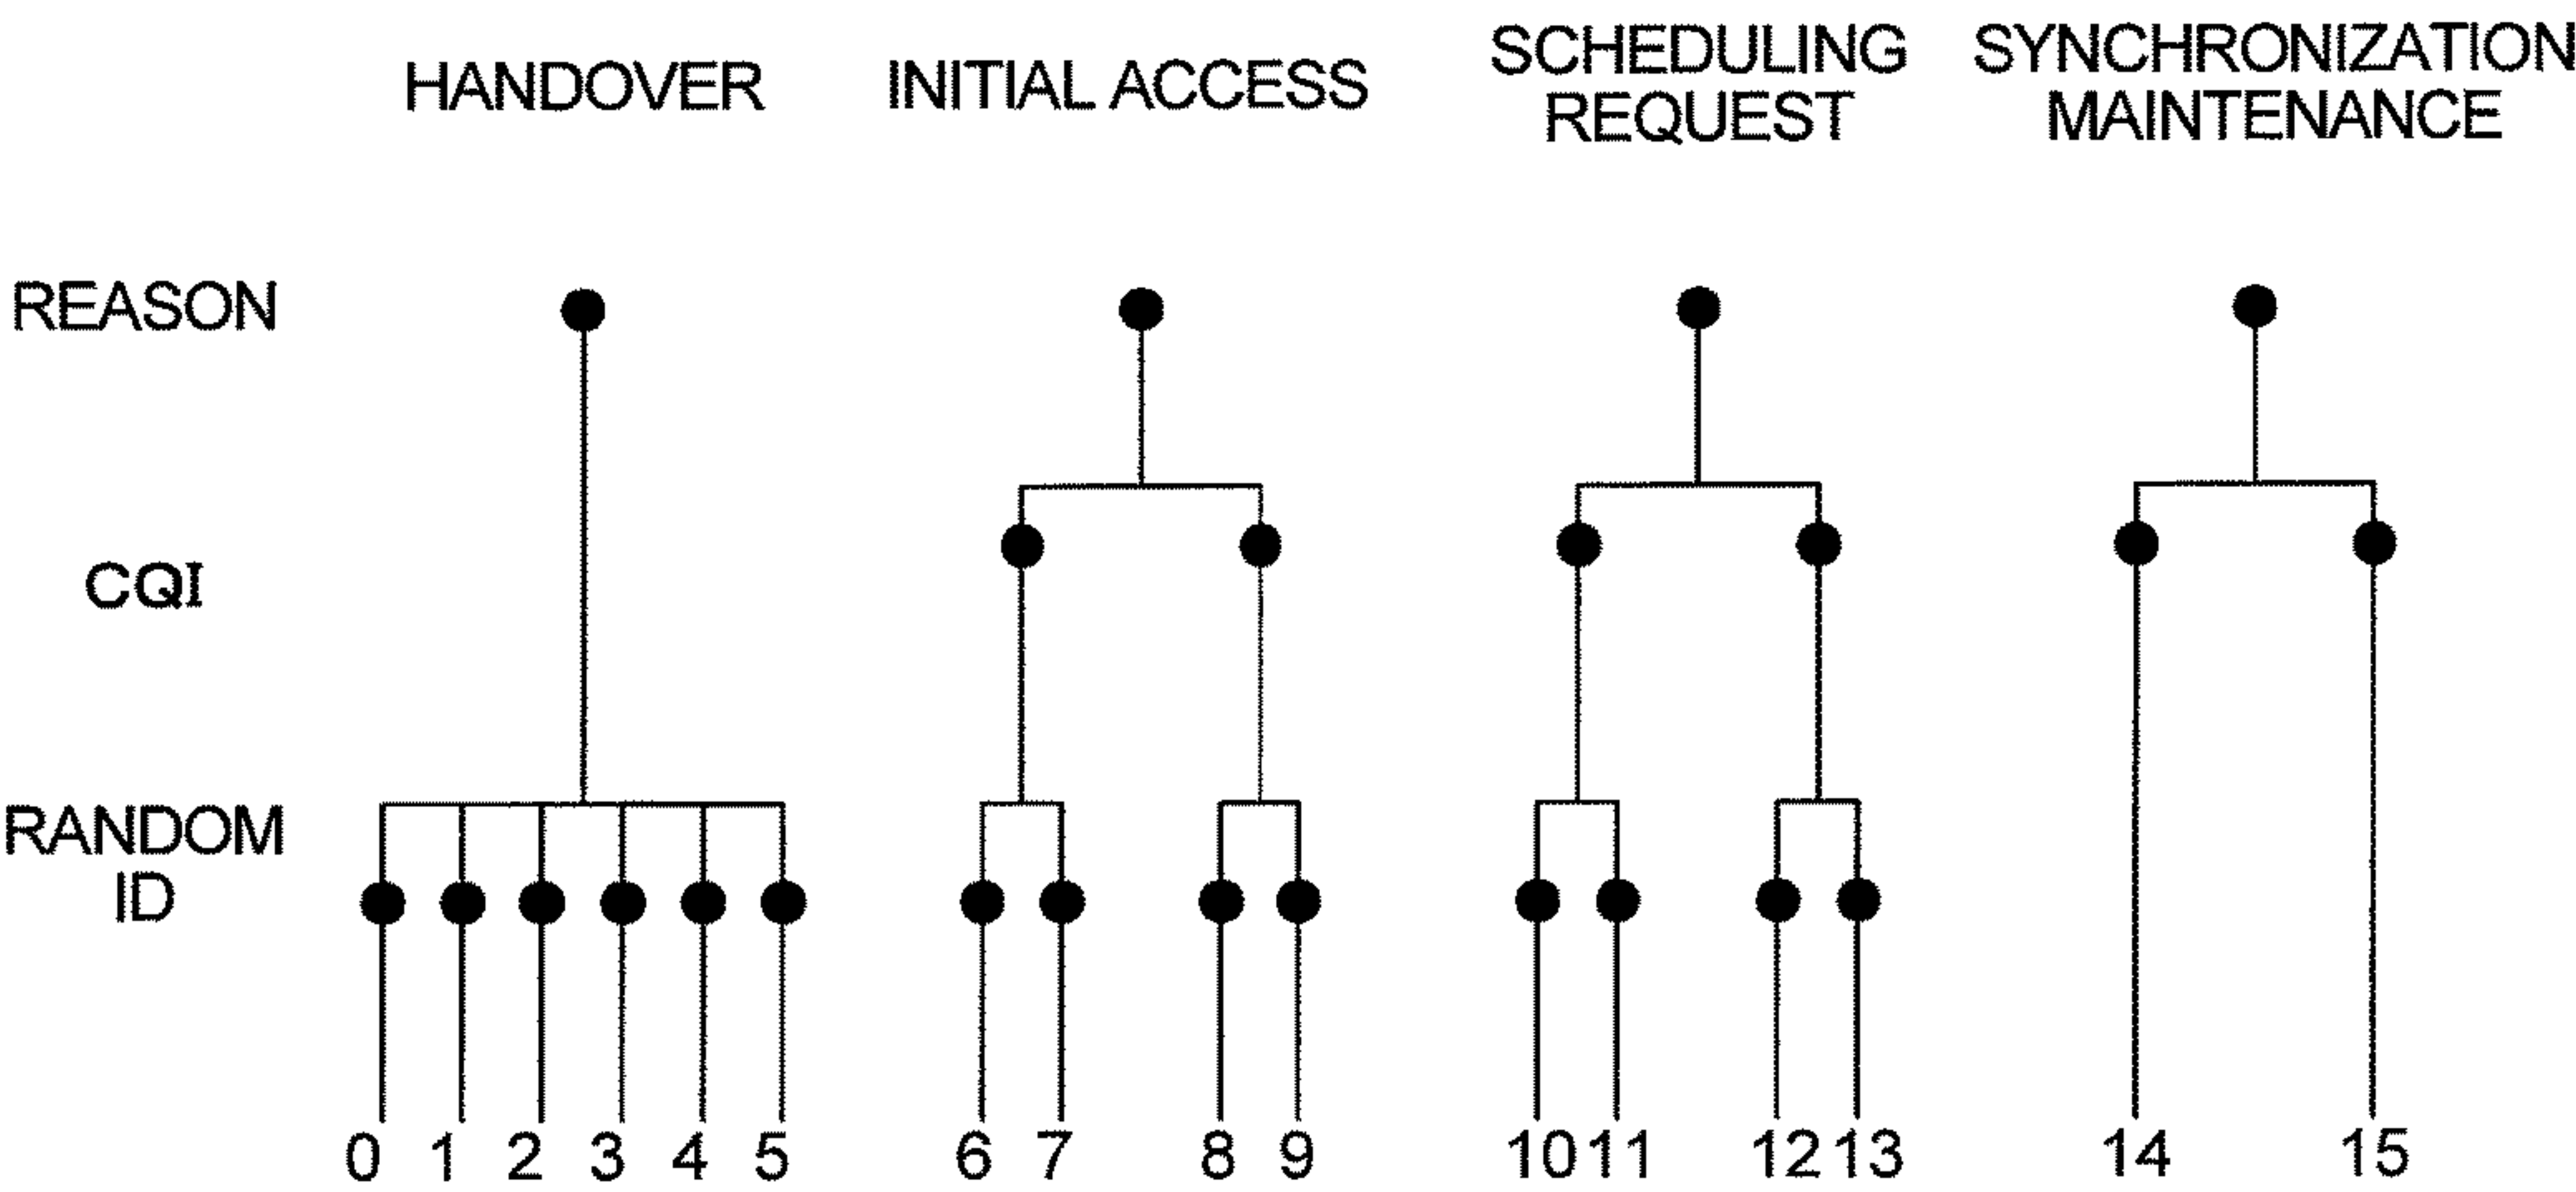 HANDOVER
INITIAL ACCESS
SCHEDULING
REQUEST
SYNCHRONIZATION
MAINTENANCE
REASON
CQI
RANDOM
ID
0 1 2 3 4 5 6 7 8 9 10 11 12 13 14 15